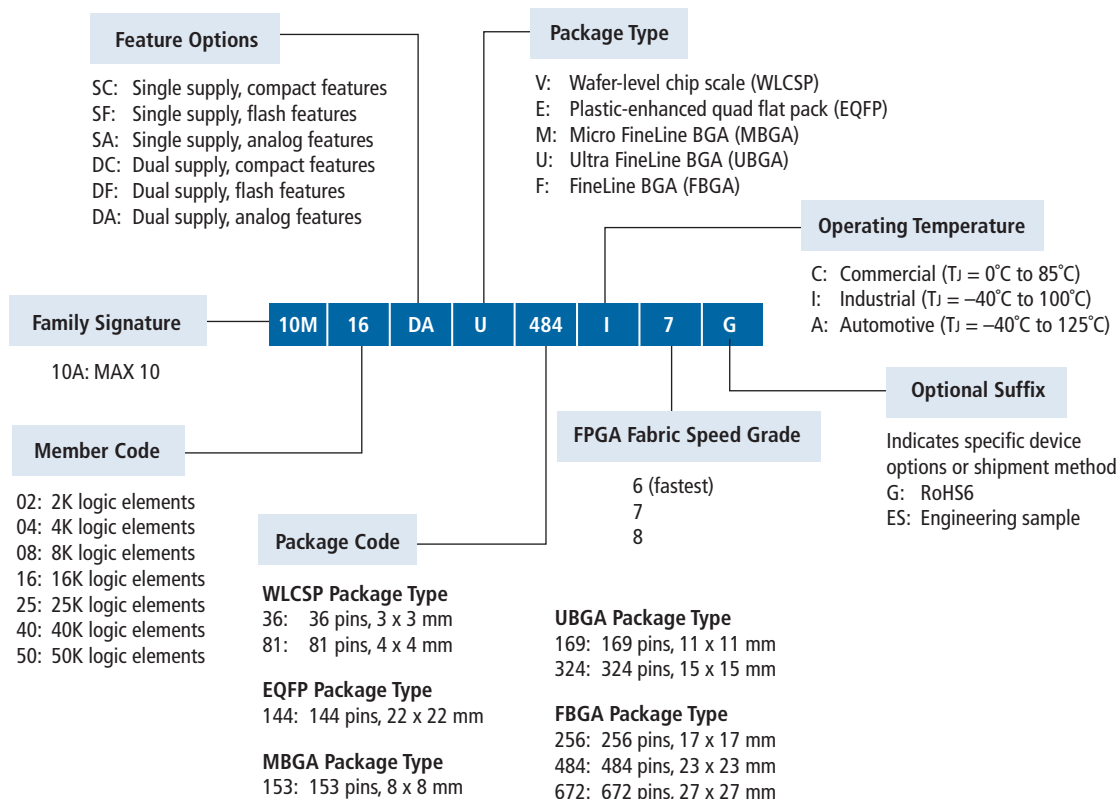 Feature Options
SC: Single supply, compact features
SF: Single supply, flash features
SA: Single supply, analog features
DC: Dual supply, compact features
DF: Dual supply, flash features
DA: Dual supply, analog features
Package Type
V: Wafer-level chip scale (WLCSP)
E: Plastic-enhanced quad flat pack (EQFP)
M: Micro FineLine BGA (MBGA)
U: Ultra FineLine BGA (UBGA)
F: FineLine BGA (FBGA)
Operating Temperature
C: Commercial (TJ = 0˚C to 85˚C)
I: Industrial (TJ = –40˚C to 100˚C)
A: Automotive (TJ = –40˚C to 125˚C)
Family Signature
10A: MAX 10
10M 16 DA U 484 I 7 G
Member Code
02: 2K logic elements
04: 4K logic elements
08: 8K logic elements
16: 16K logic elements
25: 25K logic elements
40: 40K logic elements
50: 50K logic elements
Package Code
WLCSP Package Type
36: 36 pins, 3 x 3 mm
81: 81 pins, 4 x 4 mm
EQFP Package Type
144: 144 pins, 22 x 22 mm
MBGA Package Type
153: 153 pins, 8 x 8 mm
UBGA Package Type
169: 169 pins, 11 x 11 mm
324: 324 pins, 15 x 15 mm
FBGA Package Type
256: 256 pins, 17 x 17 mm
484: 484 pins, 23 x 23 mm
672: 672 pins, 27 x 27 mm
FPGA Fabric Speed Grade
6 (fastest)
7
8
Optional Suffix
Indicates specific device
options or shipment method
G: RoHS6
ES: Engineering sample